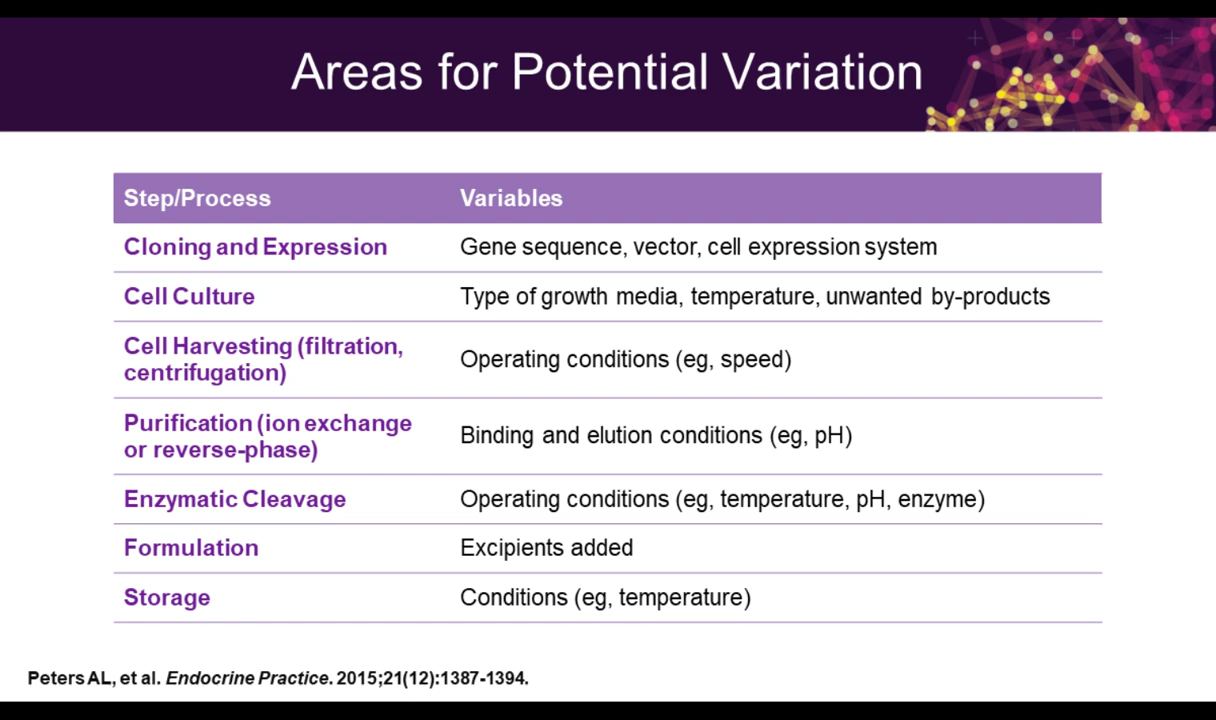 Areas for Potential Variation
Step/Process Variables
Cloning and Expression Gene sequence, vector, cell expression system
Cell Culture Type of growth media, temperature, unwanted by-products
Cell Harvesting (filtration,
centrifugation) Operating conditions (eg, speed)
Purification (ion exchange
or reverse-phase) Binding and elution conditions (eg, pH)
Enzymatic Cleavage Operating conditions (eg, temperature, pH, enzyme)
Formulation Excipients added
Storage Conditions (eg, temperature)
Peters AL, et al. Endocrine Practice. 2015;21(12):1387-1394.